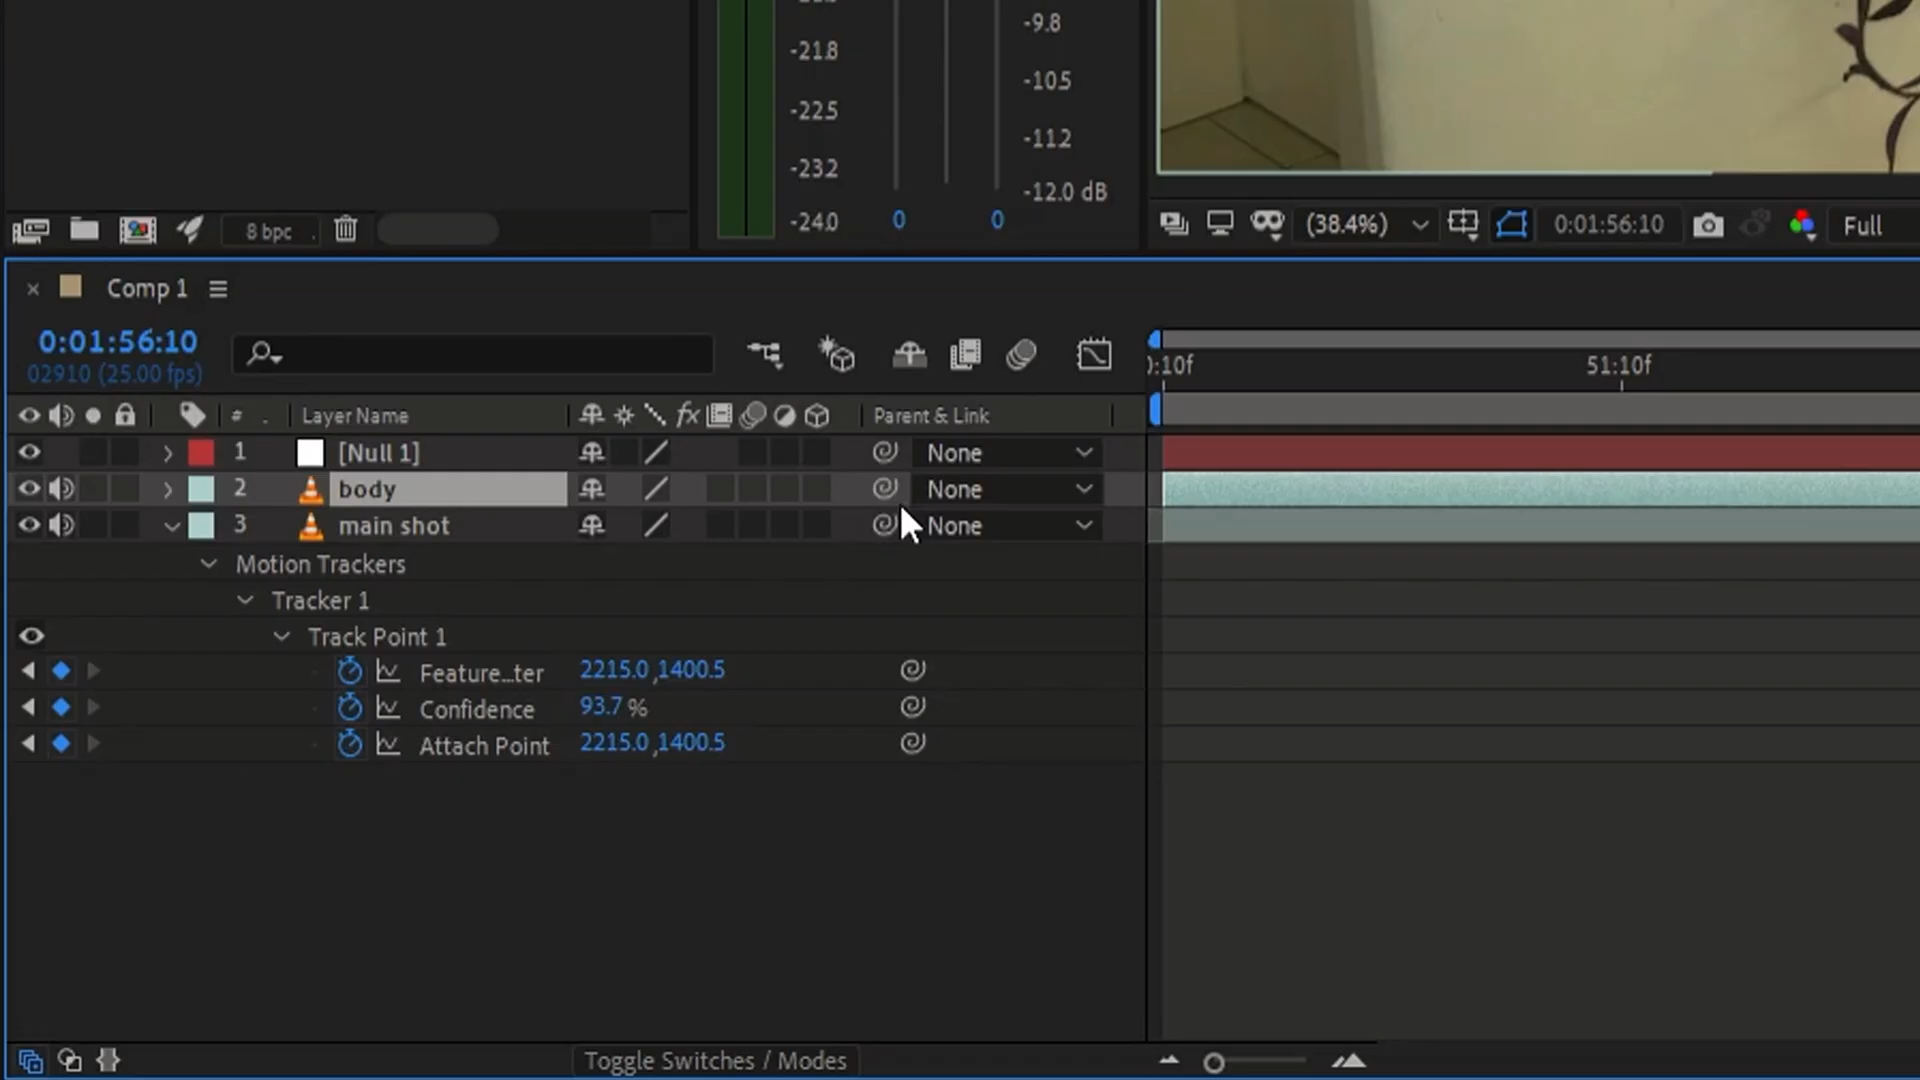 -9.8
-21.8
-10.5
-22.5
-11.2
-23.2
-12.0 dB
-24.0 0 0
8 bpc
(38.4%) 0:01:56:10 Full
Comp 1
0:01:56:10
02910 (25.00 fps)
:10f 51:10f
# Layer Name fx Parent & Link
1 [Null 1] None
2 body None
3 main shot None
Motion Trackers
Tracker 1
Track Point 1
Feature...ter 2215.0,1400.5
Confidence 93.7 %
Attach Point 2215.0,1400.5
Toggle Switches / Modes